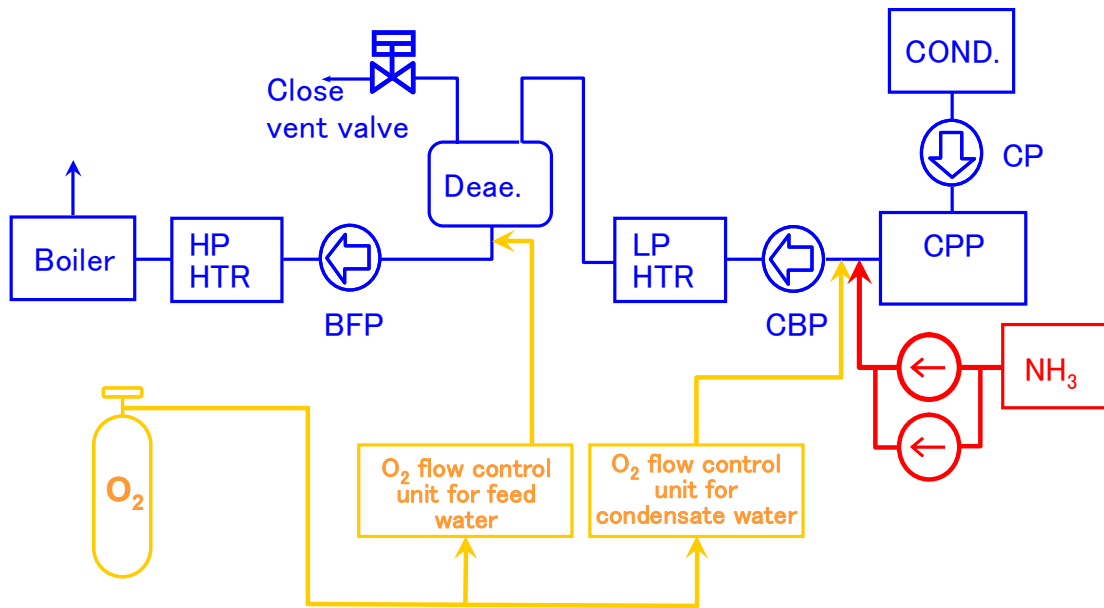 COND.
Close
vent valve
CP
Deae.
Boiler
HP
HTR
LP
HTR
CPP
BFP
CBP
NH₃
O₂
O₂ flow control
unit for feed
water
O₂ flow control
unit for
condensate water